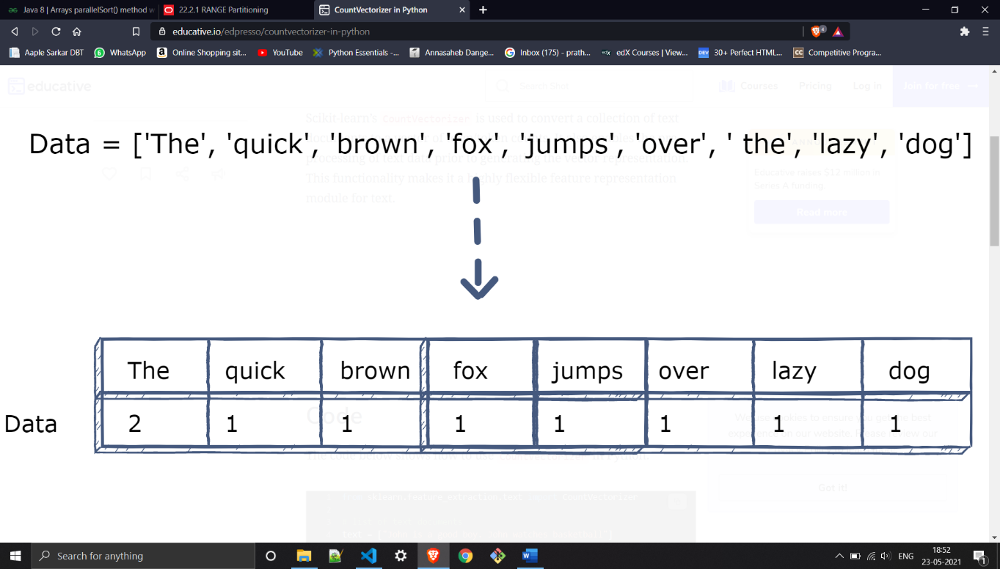 Java 8 | Arrays parallelSort() method w
22.2.1 RANGE Partitioning
CountVectorizer in Python
educative.io/edpresso/countvectorizer-in-python
4
Aaple Sarkar DBT
WhatsApp
Online Shopping sit...
YouTube
Python Essentials -...
Annasaheb Dange...
Inbox (175) - prath...
edX Courses | View...
DEV
30+ Perfect HTML...
CC
Competitive Progra...
educative
Search Shot
Courses
Pricing
Log in
Join for free
Scikit-learn's CountVectorizer is used to convert a collection of text
Data = ['The', 'quick', 'brown', 'fox', 'jumps', 'over', ' the', 'lazy', 'dog']
processing of text data prior to generating the vector representation.
This functionality makes it a highly flexible feature representation
module for text.
Educative raises $12 million in
Series A funding.
Read more
The quick brown fox jumps over lazy dog
Code
Data 2 1 1 1 1 1 1 1
We use cookies to ensure you get the best
experience on our website. Please review our
The code below shows how to use CountVectorizer in Python.
Got it!
from sklearn.feature_extraction.text import CountVectorizer
Search for anything
ENG
18:52
23-05-2021
1